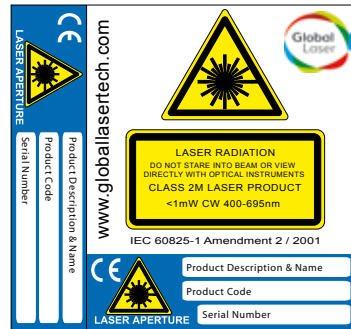 CE
LASER APERTURE
Product Description & Name
Product Code
Serial Number
www.globallasertech.com
Global
Laser
LASER RADIATION
DO NOT STARE INTO BEAM OR VIEW
DIRECTLY WITH OPTICAL INSTRUMENTS
CLASS 2M LASER PRODUCT
<1mW CW 400-695nm
IEC 60825-1 Amendment 2 / 2001
CE
LASER APERTURE
Product Description & Name
Product Code
Serial Number